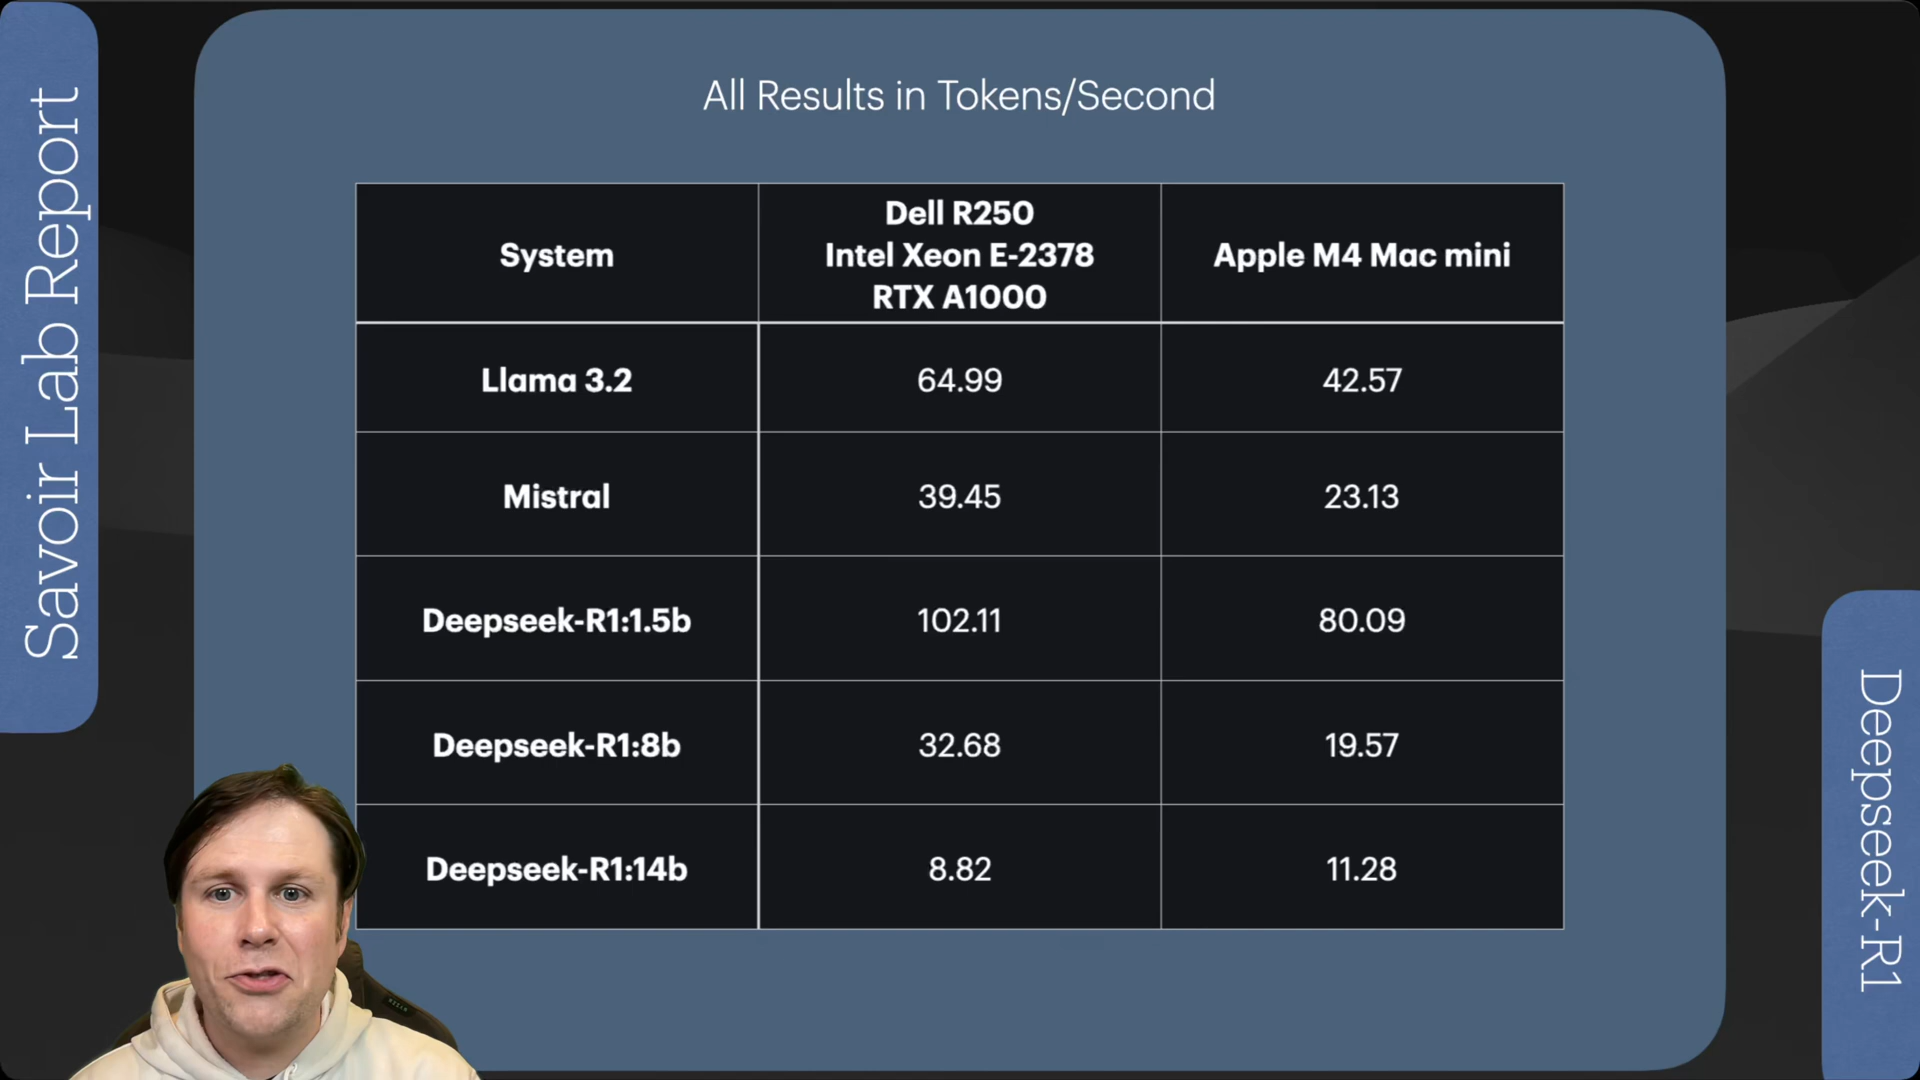 Savoir Lab Report
All Results in Tokens/Second
System
Dell R250
Intel Xeon E-2378
RTX A1000
Apple M4 Mac mini
Llama 3.2 64.99 42.57
Mistral 39.45 23.13
Deepseek-R1:1.5b 102.11 80.09
Deepseek-R1:8b 32.68 19.57
Deepseek-R1:14b 8.82 11.28
Deepseek-R1